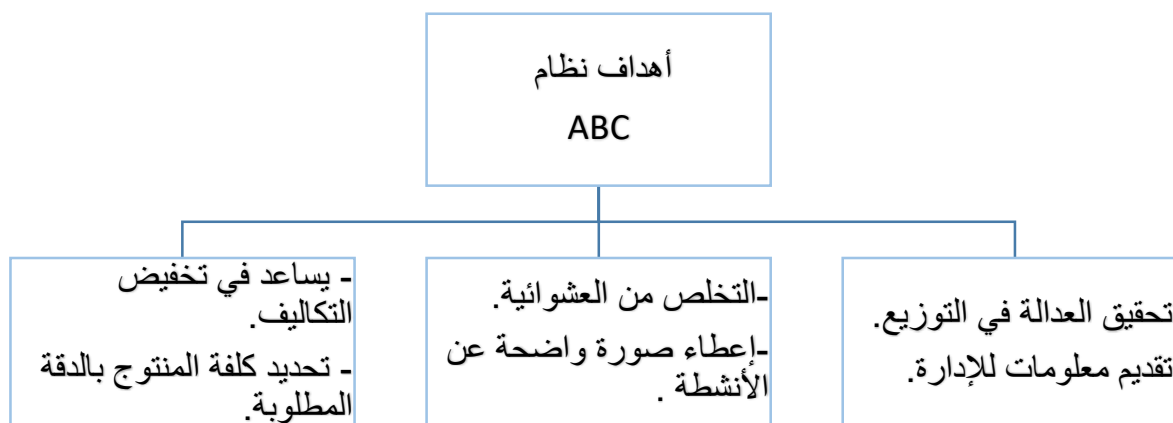 أهداف نظام
ABC
تحقيق العدالة في التوزيع.
تقديم معلومات للإدارة.
-التخلص من العشوائية.
-إعطاء صورة واضحة عن
الأنشطة .
- يساعد في تخفيض
التكاليف.
- تحديد كلفة المنتوج بالدقة
المطلوبة.